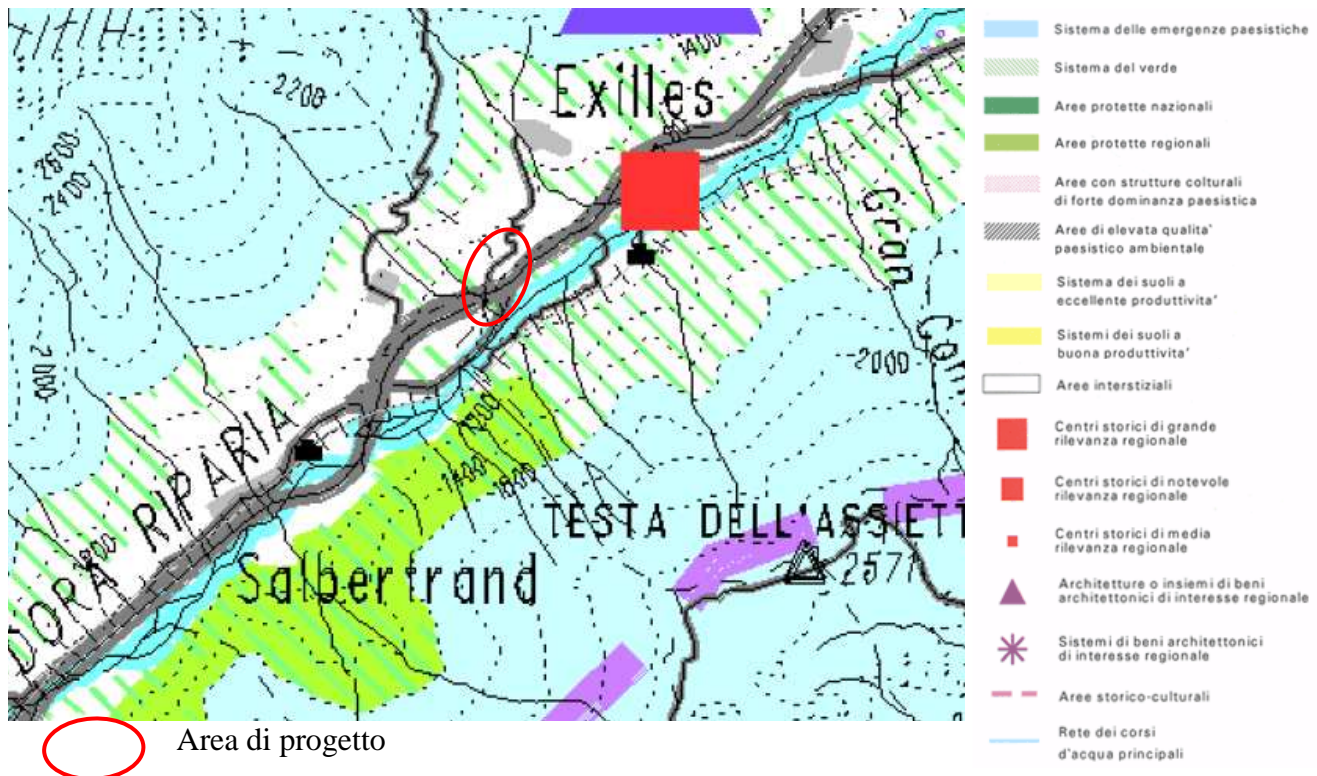 1400
Exilles
2200
2600
2400
Gran
2000
2000
1800
1400
1600
DORA RIPARIA
TESTA DELL'ASSIETT
2571
Salbertrand
Area di progetto
Sistema delle emergenze paesistiche
Sistema del verde
Aree protette nazionali
Aree protette regionali
Aree con strutture colturali
di forte dominanza paesistica
Aree di elevata qualita'
paesistico ambientale
Sistema dei suoli a
eccellente produttivita'
Sistemi dei suoli a
buona produttivita'
Aree interstiziali
Centri storici di grande
rilevanza regionale
Centri storici di notevole
rilevanza regionale
Centri storici di media
rilevanza regionale
Architetture o insiemi di beni
architettonici di interesse regionale
Sistemi di beni architettonici
di interesse regionale
Aree storico-culturali
Rete dei corsi
d'acqua principali